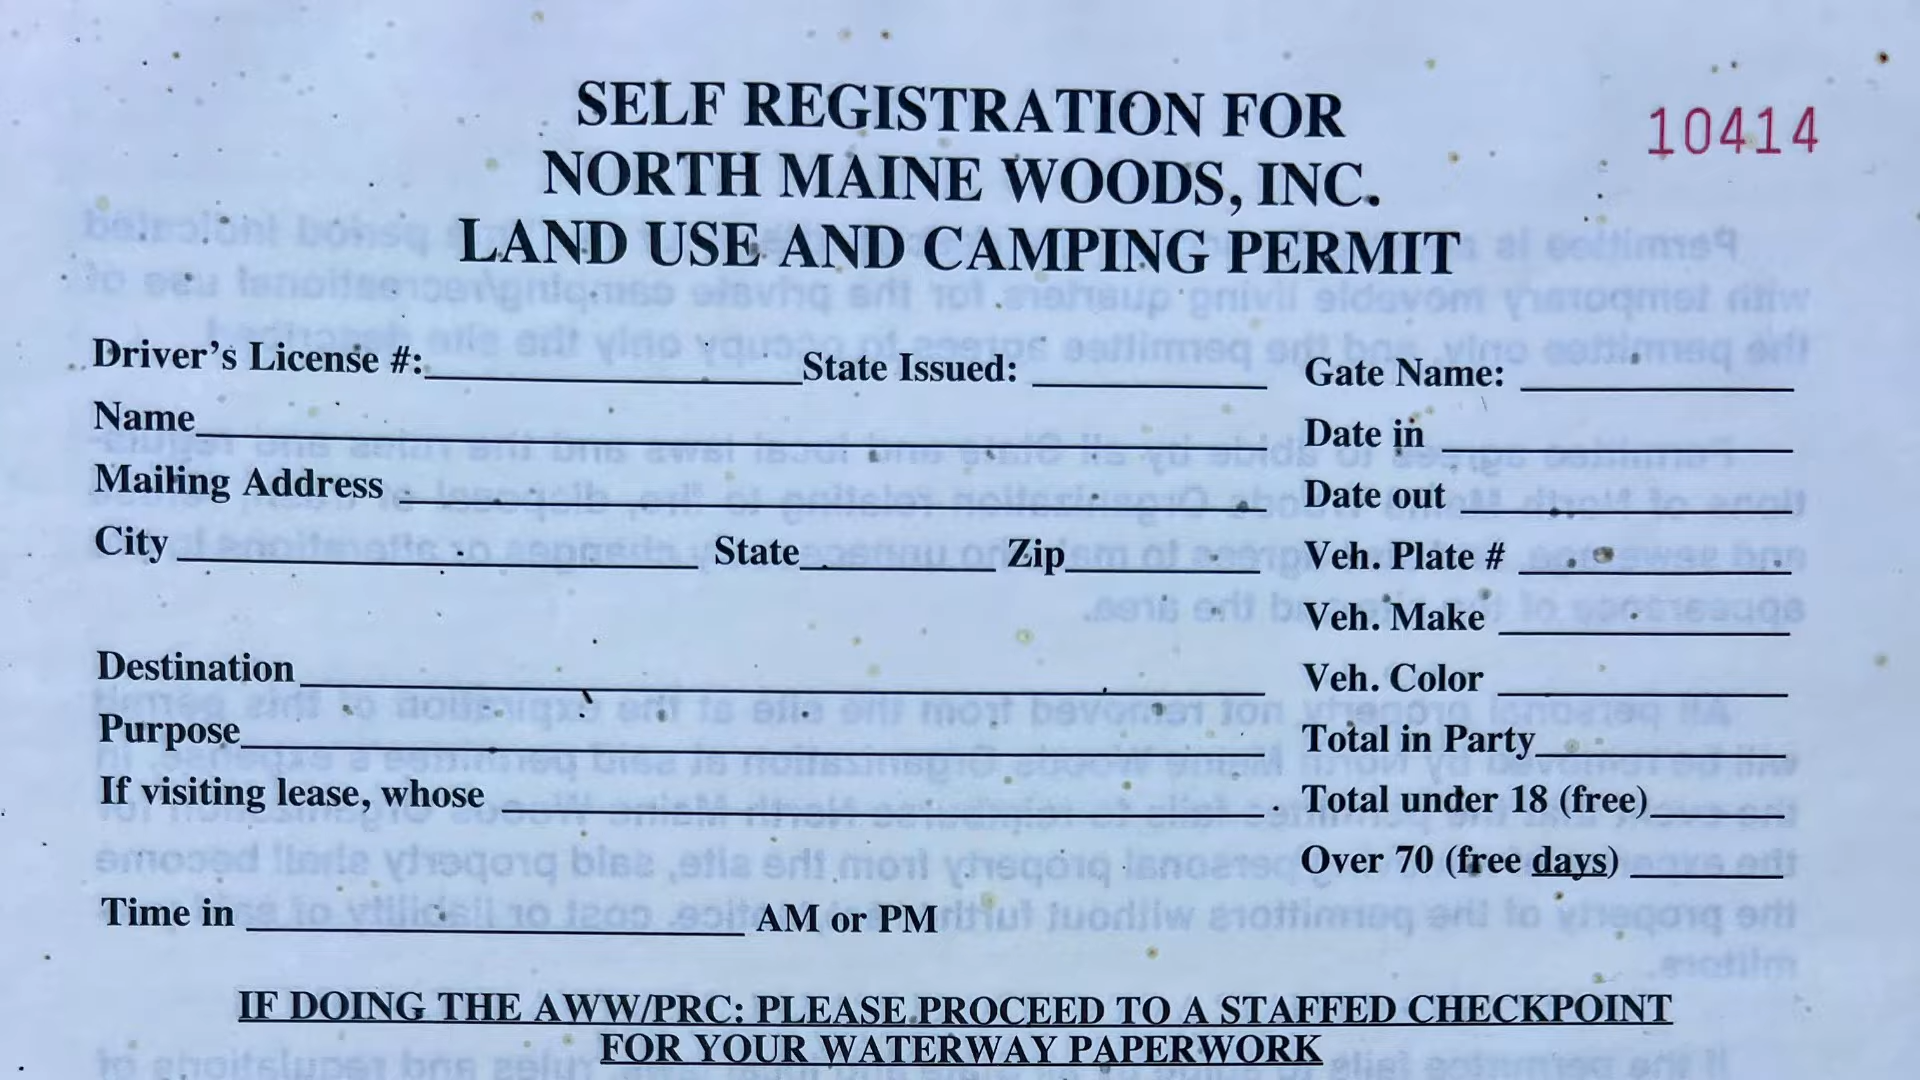 SELF REGISTRATION FOR
10414
NORTH MAINE WOODS, INC.
LAND USE AND CAMPING PERMIT
Driver's License #: State Issued: Gate Name:
Name Date in
Mailing Address Date out
City State Zip Veh. Plate #
Veh. Make
Destination Veh. Color
Purpose Total in Party
If visiting lease, whose Total under 18 (free)
Over 70 (free days)
Time in AM or PM
IF DOING THE AWW/PRC: PLEASE PROCEED TO A STAFFED CHECKPOINT
FOR YOUR WATERWAY PAPERWORK